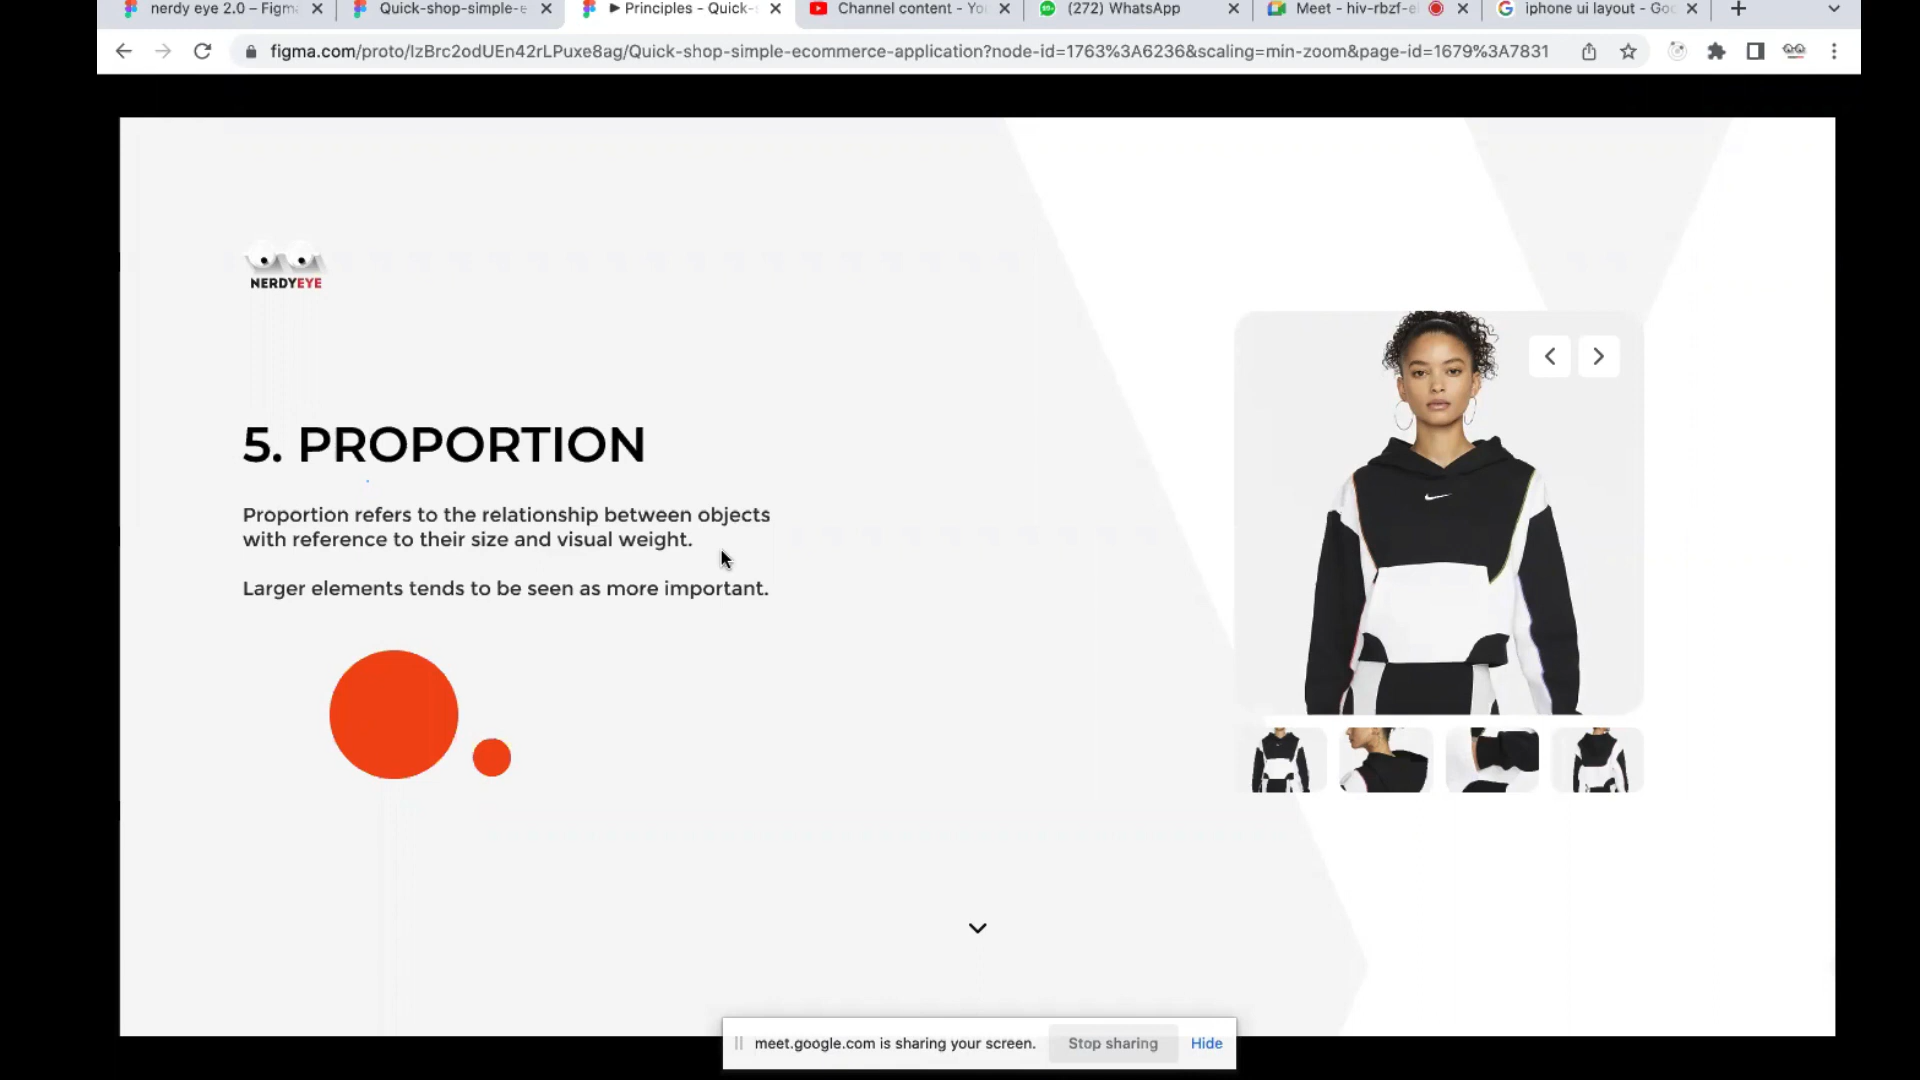 nerdy eye 2.0 – Figma
Quick-shop-simple-e
Principles - Quick-
Channel content - Yo
(272) WhatsApp
Meet - hiv-rbzf-e
iphone ui layout - Goo
figma.com/proto/IzBrc2odUEn42rLPuxe8ag/Quick-shop-simple-ecommerce-application?node-id=1763%3A6236&scaling=min-zoom&page-id=1679%3A7831
NERDYEYE
5. PROPORTION
Proportion refers to the relationship between objects
with reference to their size and visual weight.
Larger elements tends to be seen as more important.
meet.google.com is sharing your screen.
Stop sharing
Hide